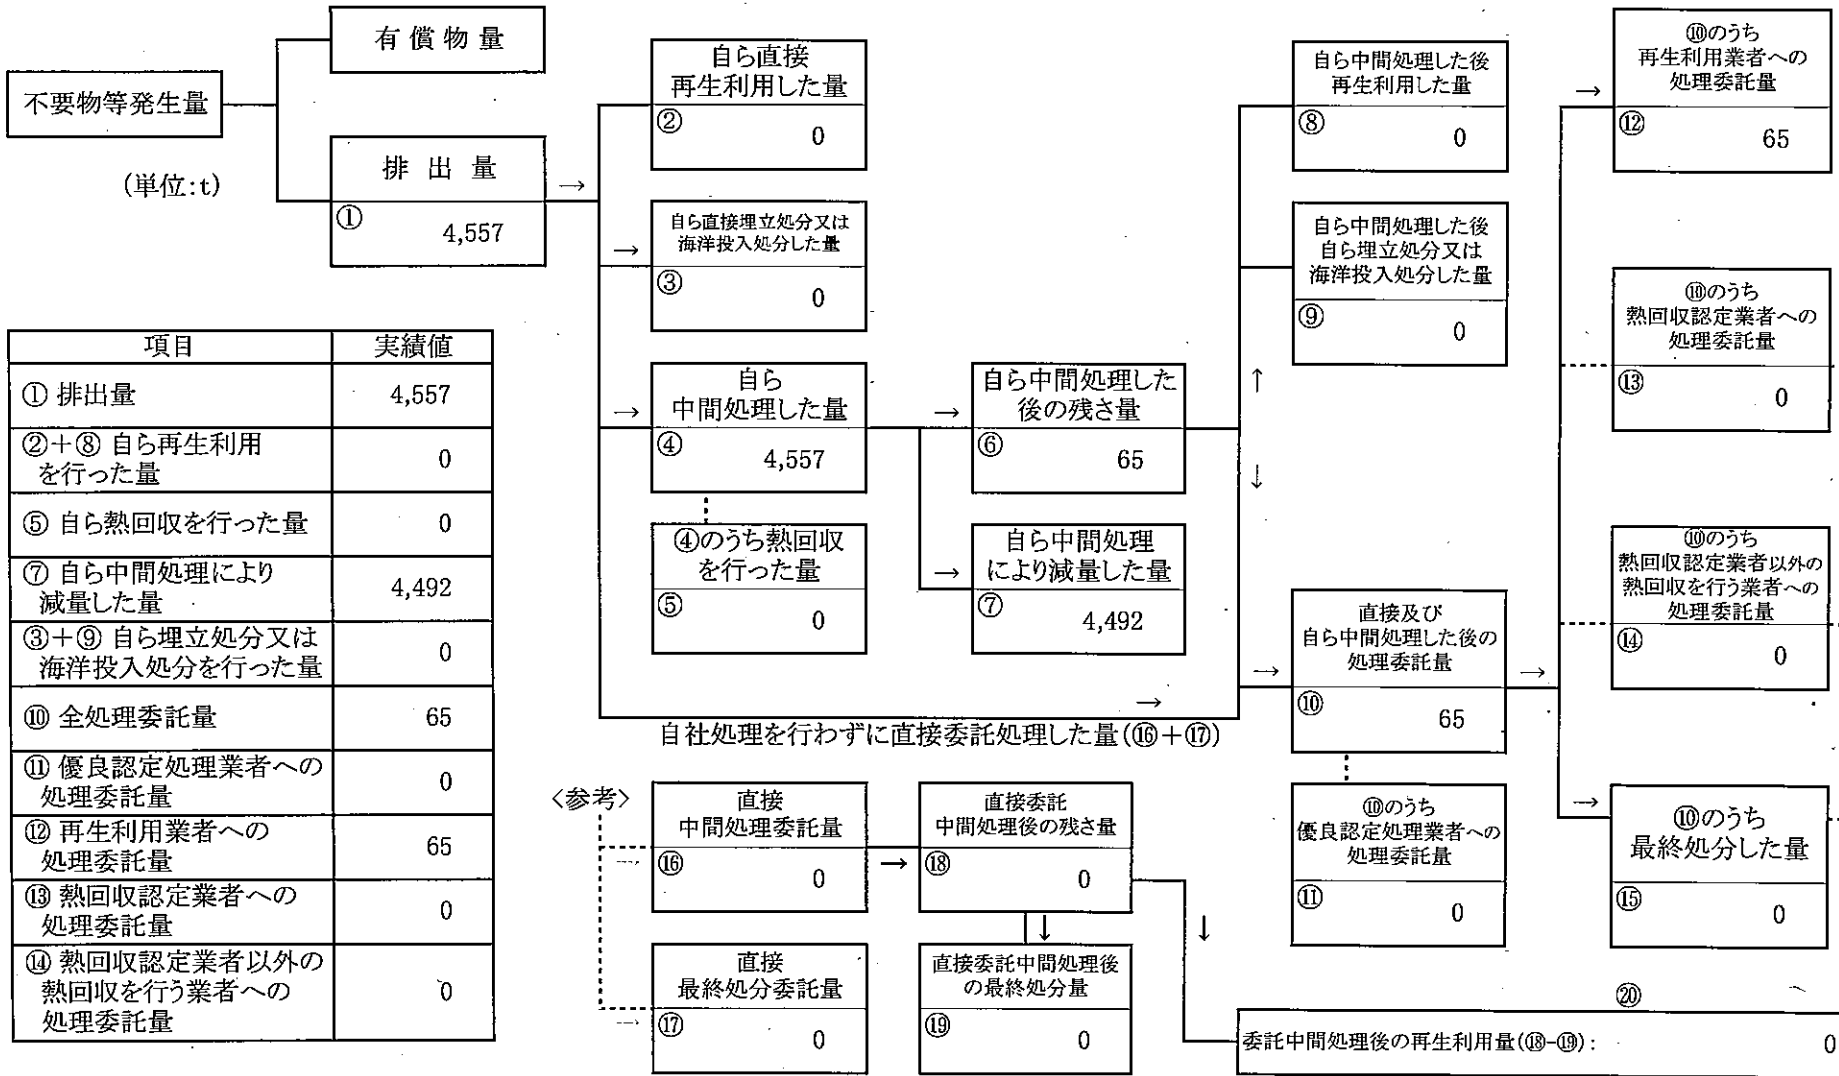 不要物等発生量
有償物量
(単位:t)
排出量
①
4,557
自ら直接
再生利用した量
②
0
自ら直接埋立処分又は
海洋投入処分した量
③
0
自ら
中間処理した量
④
4,557
④のうち熱回収
を行った量
⑤
0
自ら中間処理した
後の残さ量
⑥
65
自ら中間処理
により減量した量
⑦
4,492
自ら中間処理した後
再生利用した量
⑧
0
自ら中間処理した後
自ら埋立処分又は
海洋投入処分した量
⑨
0
直接及び
自ら中間処理した後の
処理委託量
⑩
65
⑩のうち
優良認定処理業者への
処理委託量
⑪
0
⑩のうち
再生利用業者への
処理委託量
⑫
65
⑩のうち
熱回収認定業者への
処理委託量
⑬
0
⑩のうち
熱回収認定業者以外の
熱回収を行う業者への
処理委託量
⑭
0
⑩のうち
最終処分した量
⑮
0
自社処理を行わずに直接委託処理した量(⑯+⑰)
<参考>
直接
中間処理委託量
⑯
0
直接
最終処分委託量
⑰
0
直接委託
中間処理後の残さ量
⑱
0
直接委託中間処理後
の最終処分量
⑲
0
⑳
委託中間処理後の再生利用量(⑱-⑲): 0
項目 実績値
① 排出量 4,557
②+⑧ 自ら再生利用
を行った量 0
⑤ 自ら熱回収を行った量 0
⑦ 自ら中間処理により
減量した量 4,492
③+⑨ 自ら埋立処分又は
海洋投入処分を行った量 0
⑩ 全処理委託量 65
⑪ 優良認定処理業者への
処理委託量 0
⑫ 再生利用業者への
処理委託量 65
⑬ 熱回収認定業者への
処理委託量 0
⑭ 熱回収認定業者以外の
熱回収を行う業者への
処理委託量 0